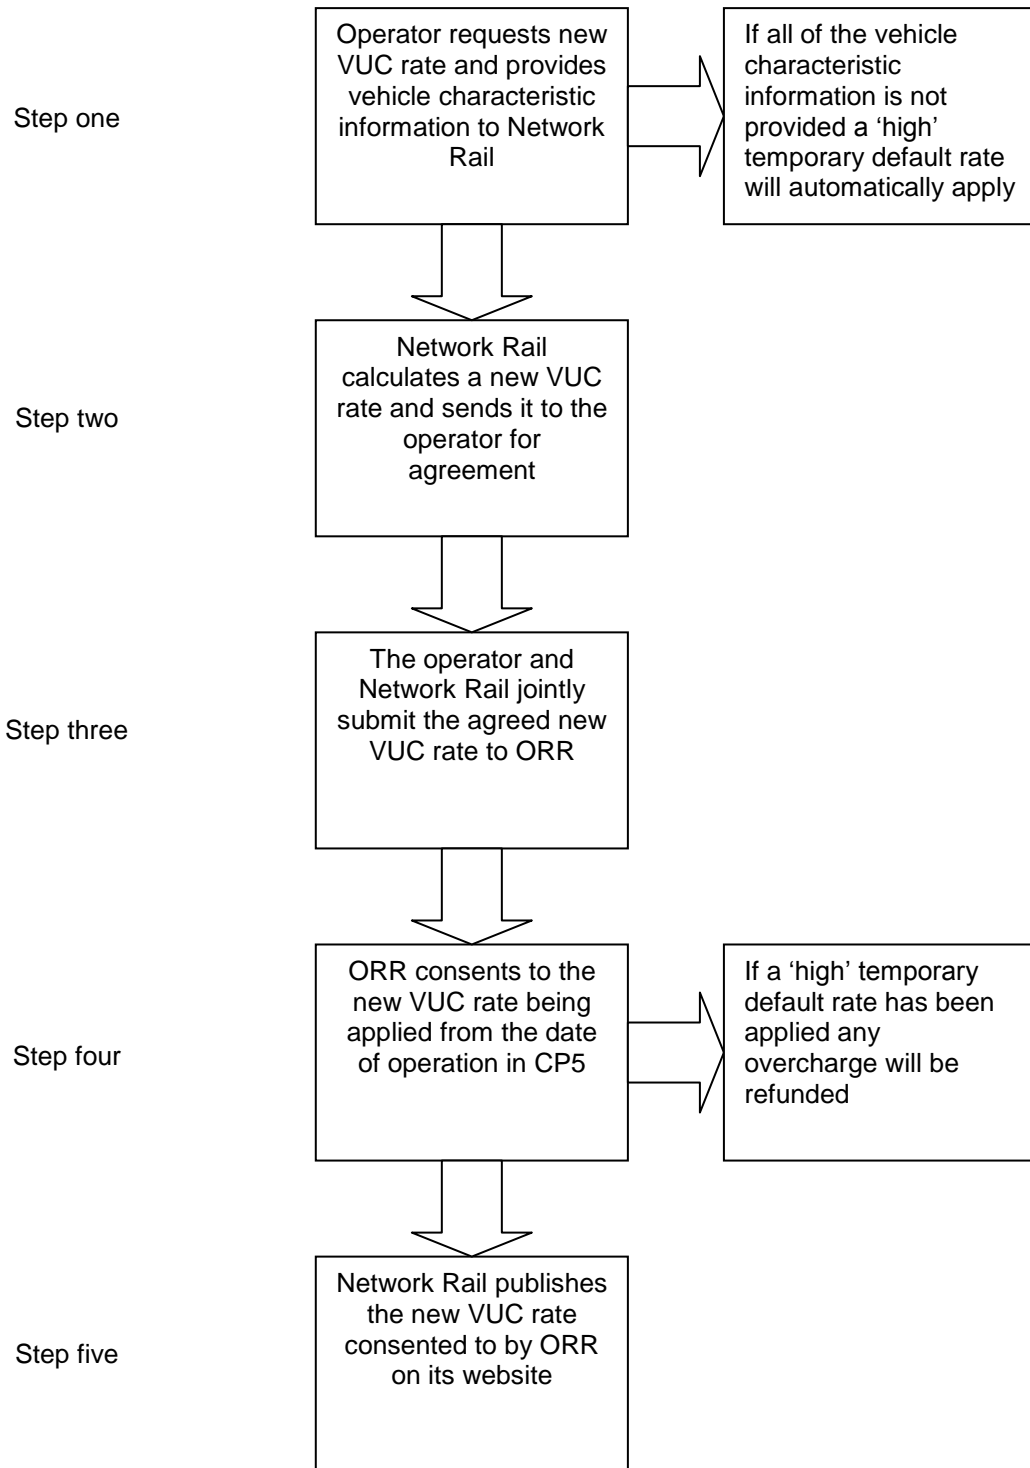 Step one
Operator requests new
VUC rate and provides
vehicle characteristic
information to Network
Rail
If all of the vehicle
characteristic
information is not
provided a ‘high’
temporary default rate
will automatically apply
Step two
Network Rail
calculates a new VUC
rate and sends it to the
operator for
agreement
Step three
The operator and
Network Rail jointly
submit the agreed new
VUC rate to ORR
Step four
ORR consents to the
new VUC rate being
applied from the date
of operation in CP5
If a ‘high’ temporary
default rate has been
applied any
overcharge will be
refunded
Step five
Network Rail publishes
the new VUC rate
consented to by ORR
on its website